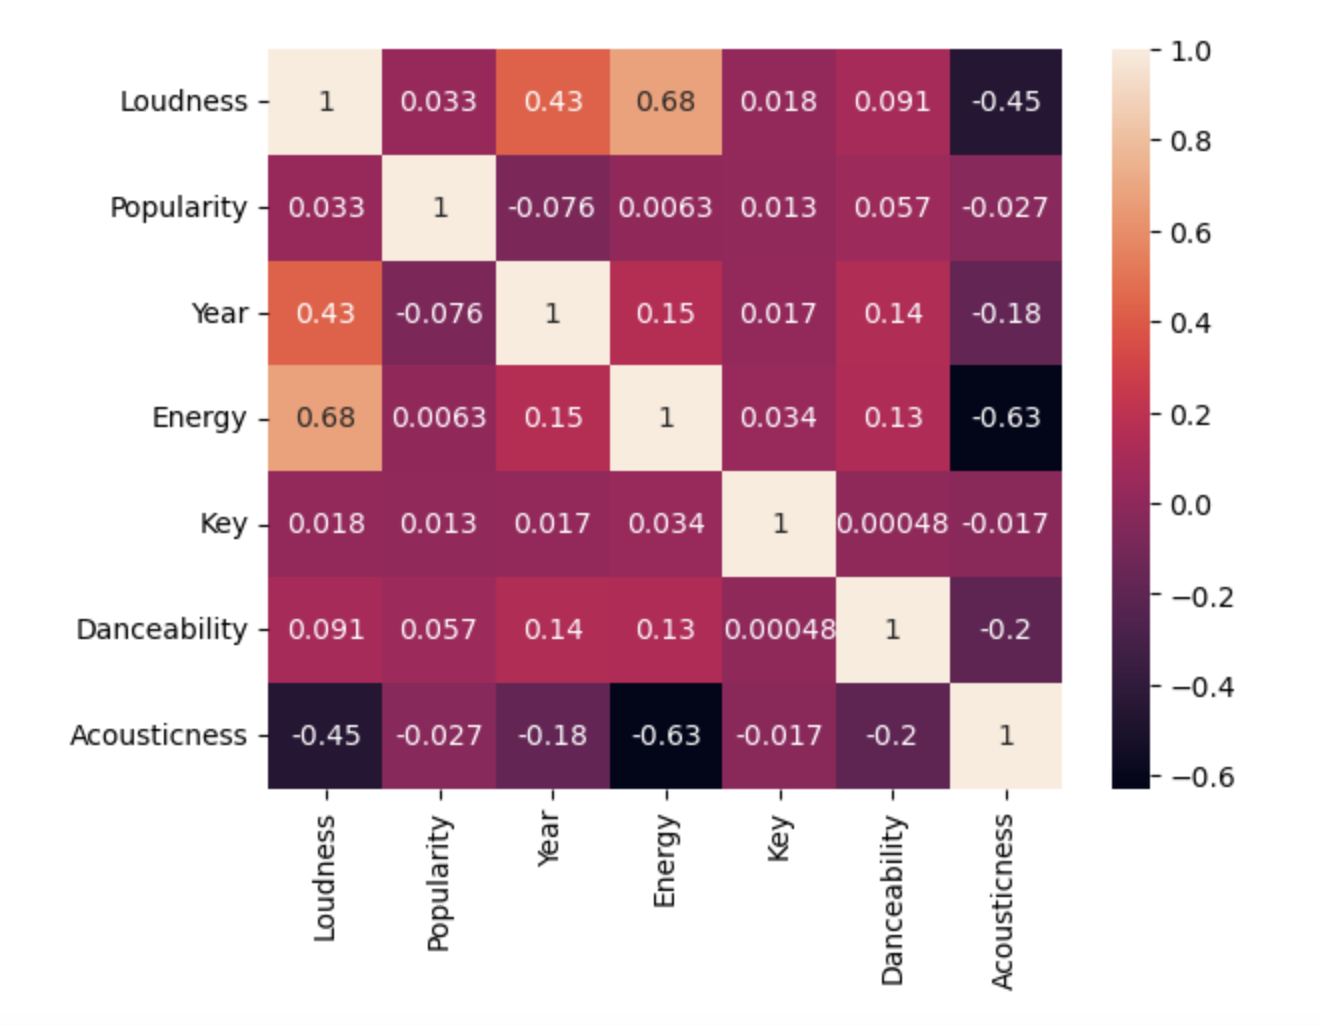 Loudness 1 0.033 0.43 0.68 0.018 0.091 -0.45
Popularity 0.033 1 -0.076 0.0063 0.013 0.057 -0.027
Year 0.43 -0.076 1 0.15 0.017 0.14 -0.18
Energy 0.68 0.0063 0.15 1 0.034 0.13 -0.63
Key 0.018 0.013 0.017 0.034 1 0.00048 -0.017
Danceability 0.091 0.057 0.14 0.13 0.00048 1 -0.2
Acousticness -0.45 -0.027 -0.18 -0.63 -0.017 -0.2 1
Loudness
Popularity
Year
Energy
Key
Danceability
Acousticness
1.0
0.8
0.6
0.4
0.2
0.0
−0.2
−0.4
−0.6